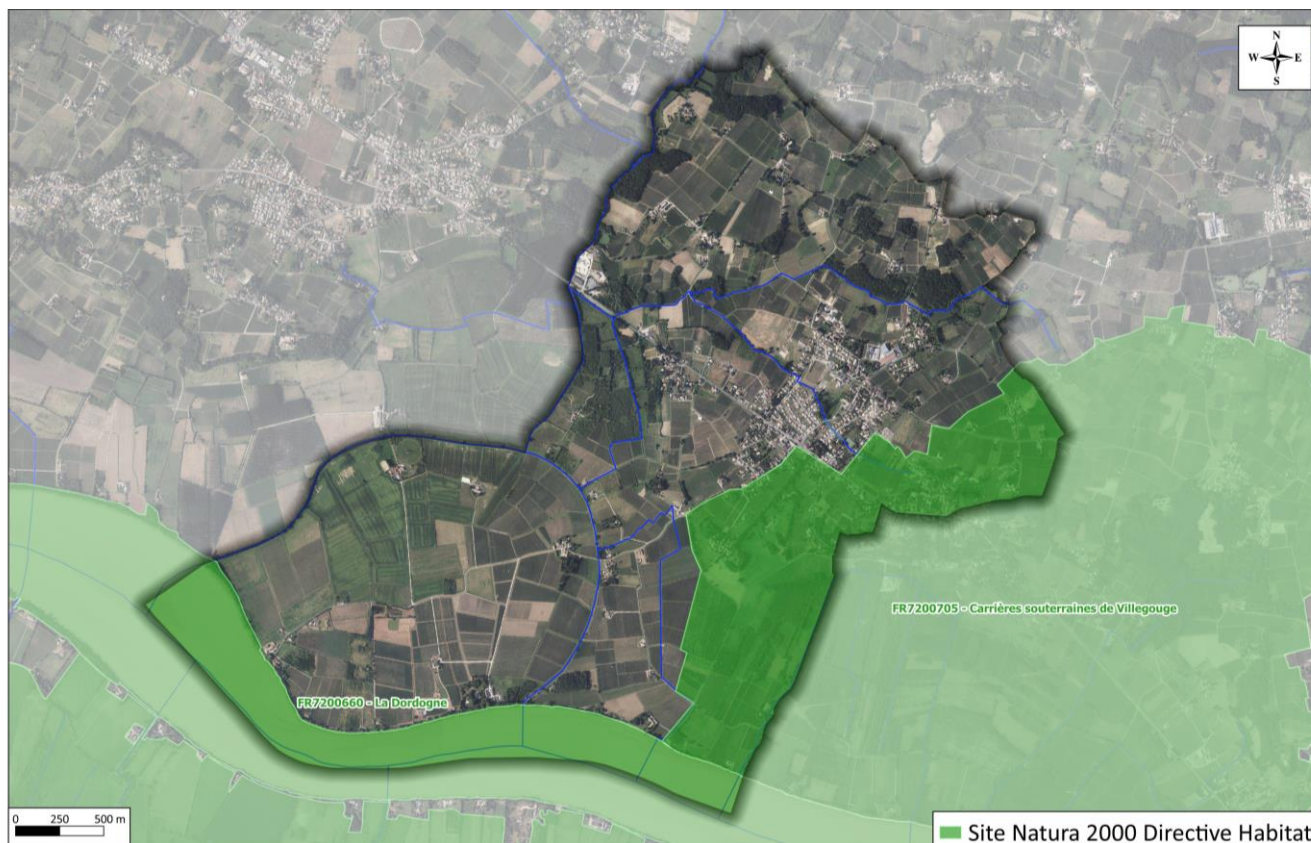 N
W E
S
FR7200705 - Carrières souterraines de Villegouge
FR7200660 - La Dordogne
0 250 500 m
Site Natura 2000 Directive Habitat